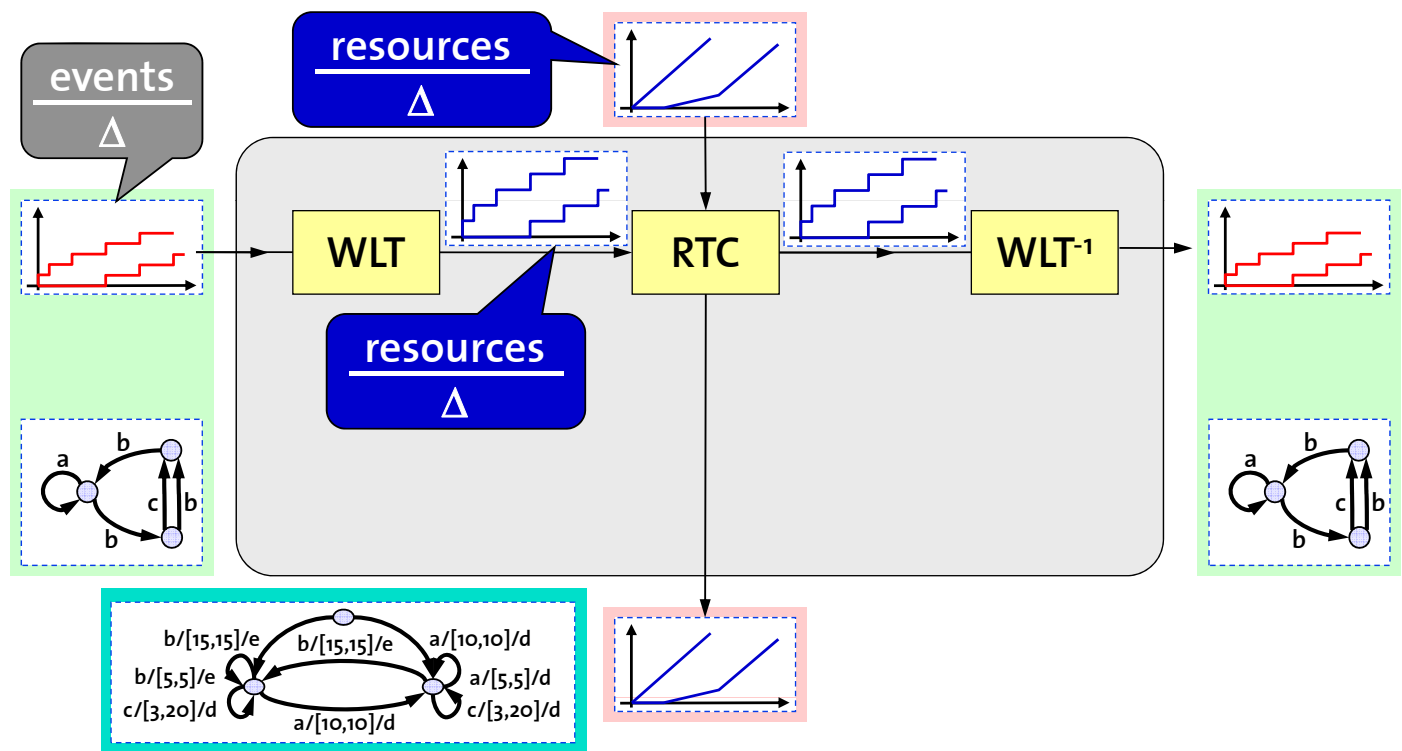 resources
Δ
events
Δ
WLT
RTC
WLT-1
resources
Δ
a
b
c
b
b
a
b
c
b
b
b/[15,15]/e
b/[15,15]/e
a/[10,10]/d
b/[5,5]/e
a/[5,5]/d
c/[3,20]/d
c/[3,20]/d
a/[10,10]/d